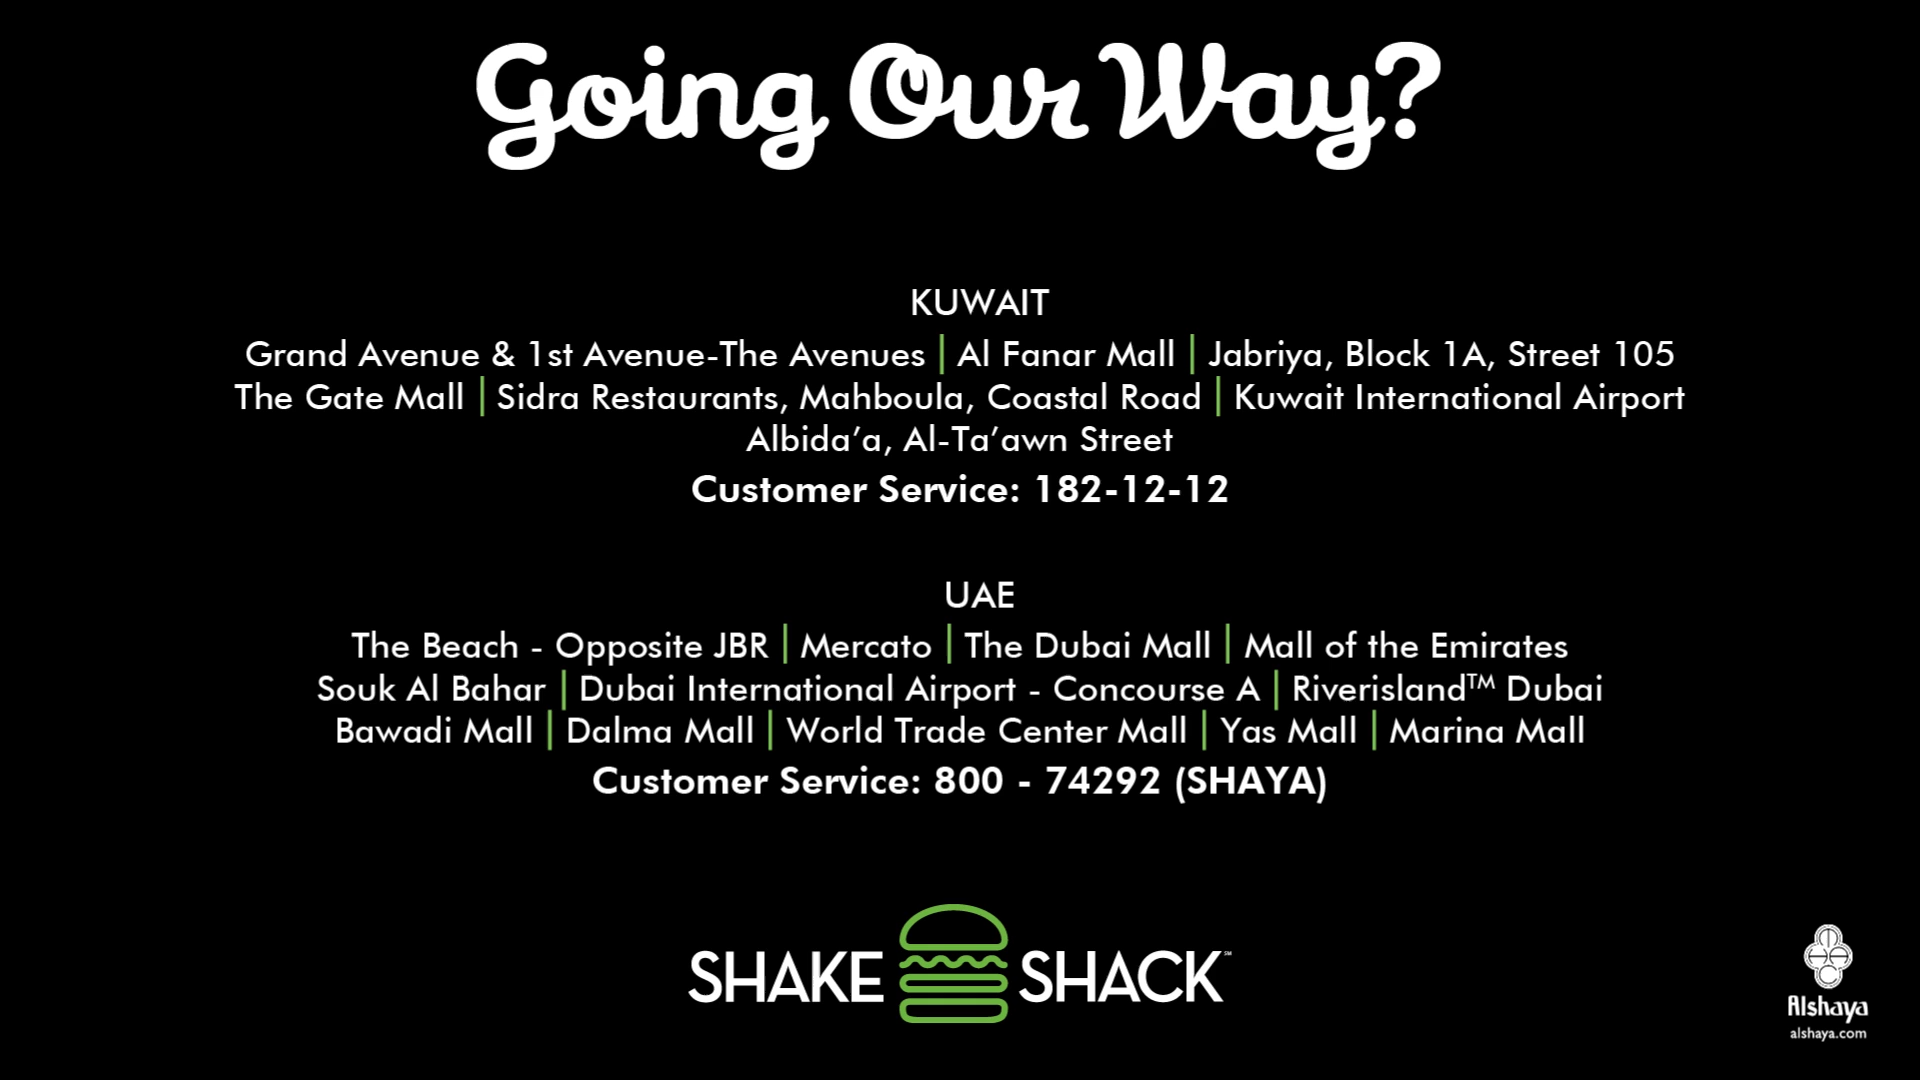 Going Our Way?
KUWAIT
Grand Avenue & 1st Avenue-The Avenues | Al Fanar Mall | Jabriya, Block 1A, Street 105
The Gate Mall | Sidra Restaurants, Mahboula, Coastal Road | Kuwait International Airport
Albida’a, Al-Ta’awn Street
Customer Service: 182-12-12
UAE
The Beach - Opposite JBR | Mercato | The Dubai Mall | Mall of the Emirates
Souk Al Bahar | Dubai International Airport - Concourse A | Riverisland™ Dubai
Bawadi Mall | Dalma Mall | World Trade Center Mall | Yas Mall | Marina Mall
Customer Service: 800 - 74292 (SHAYA)
SHAKE SHACK℠
Alshaya
alshaya.com